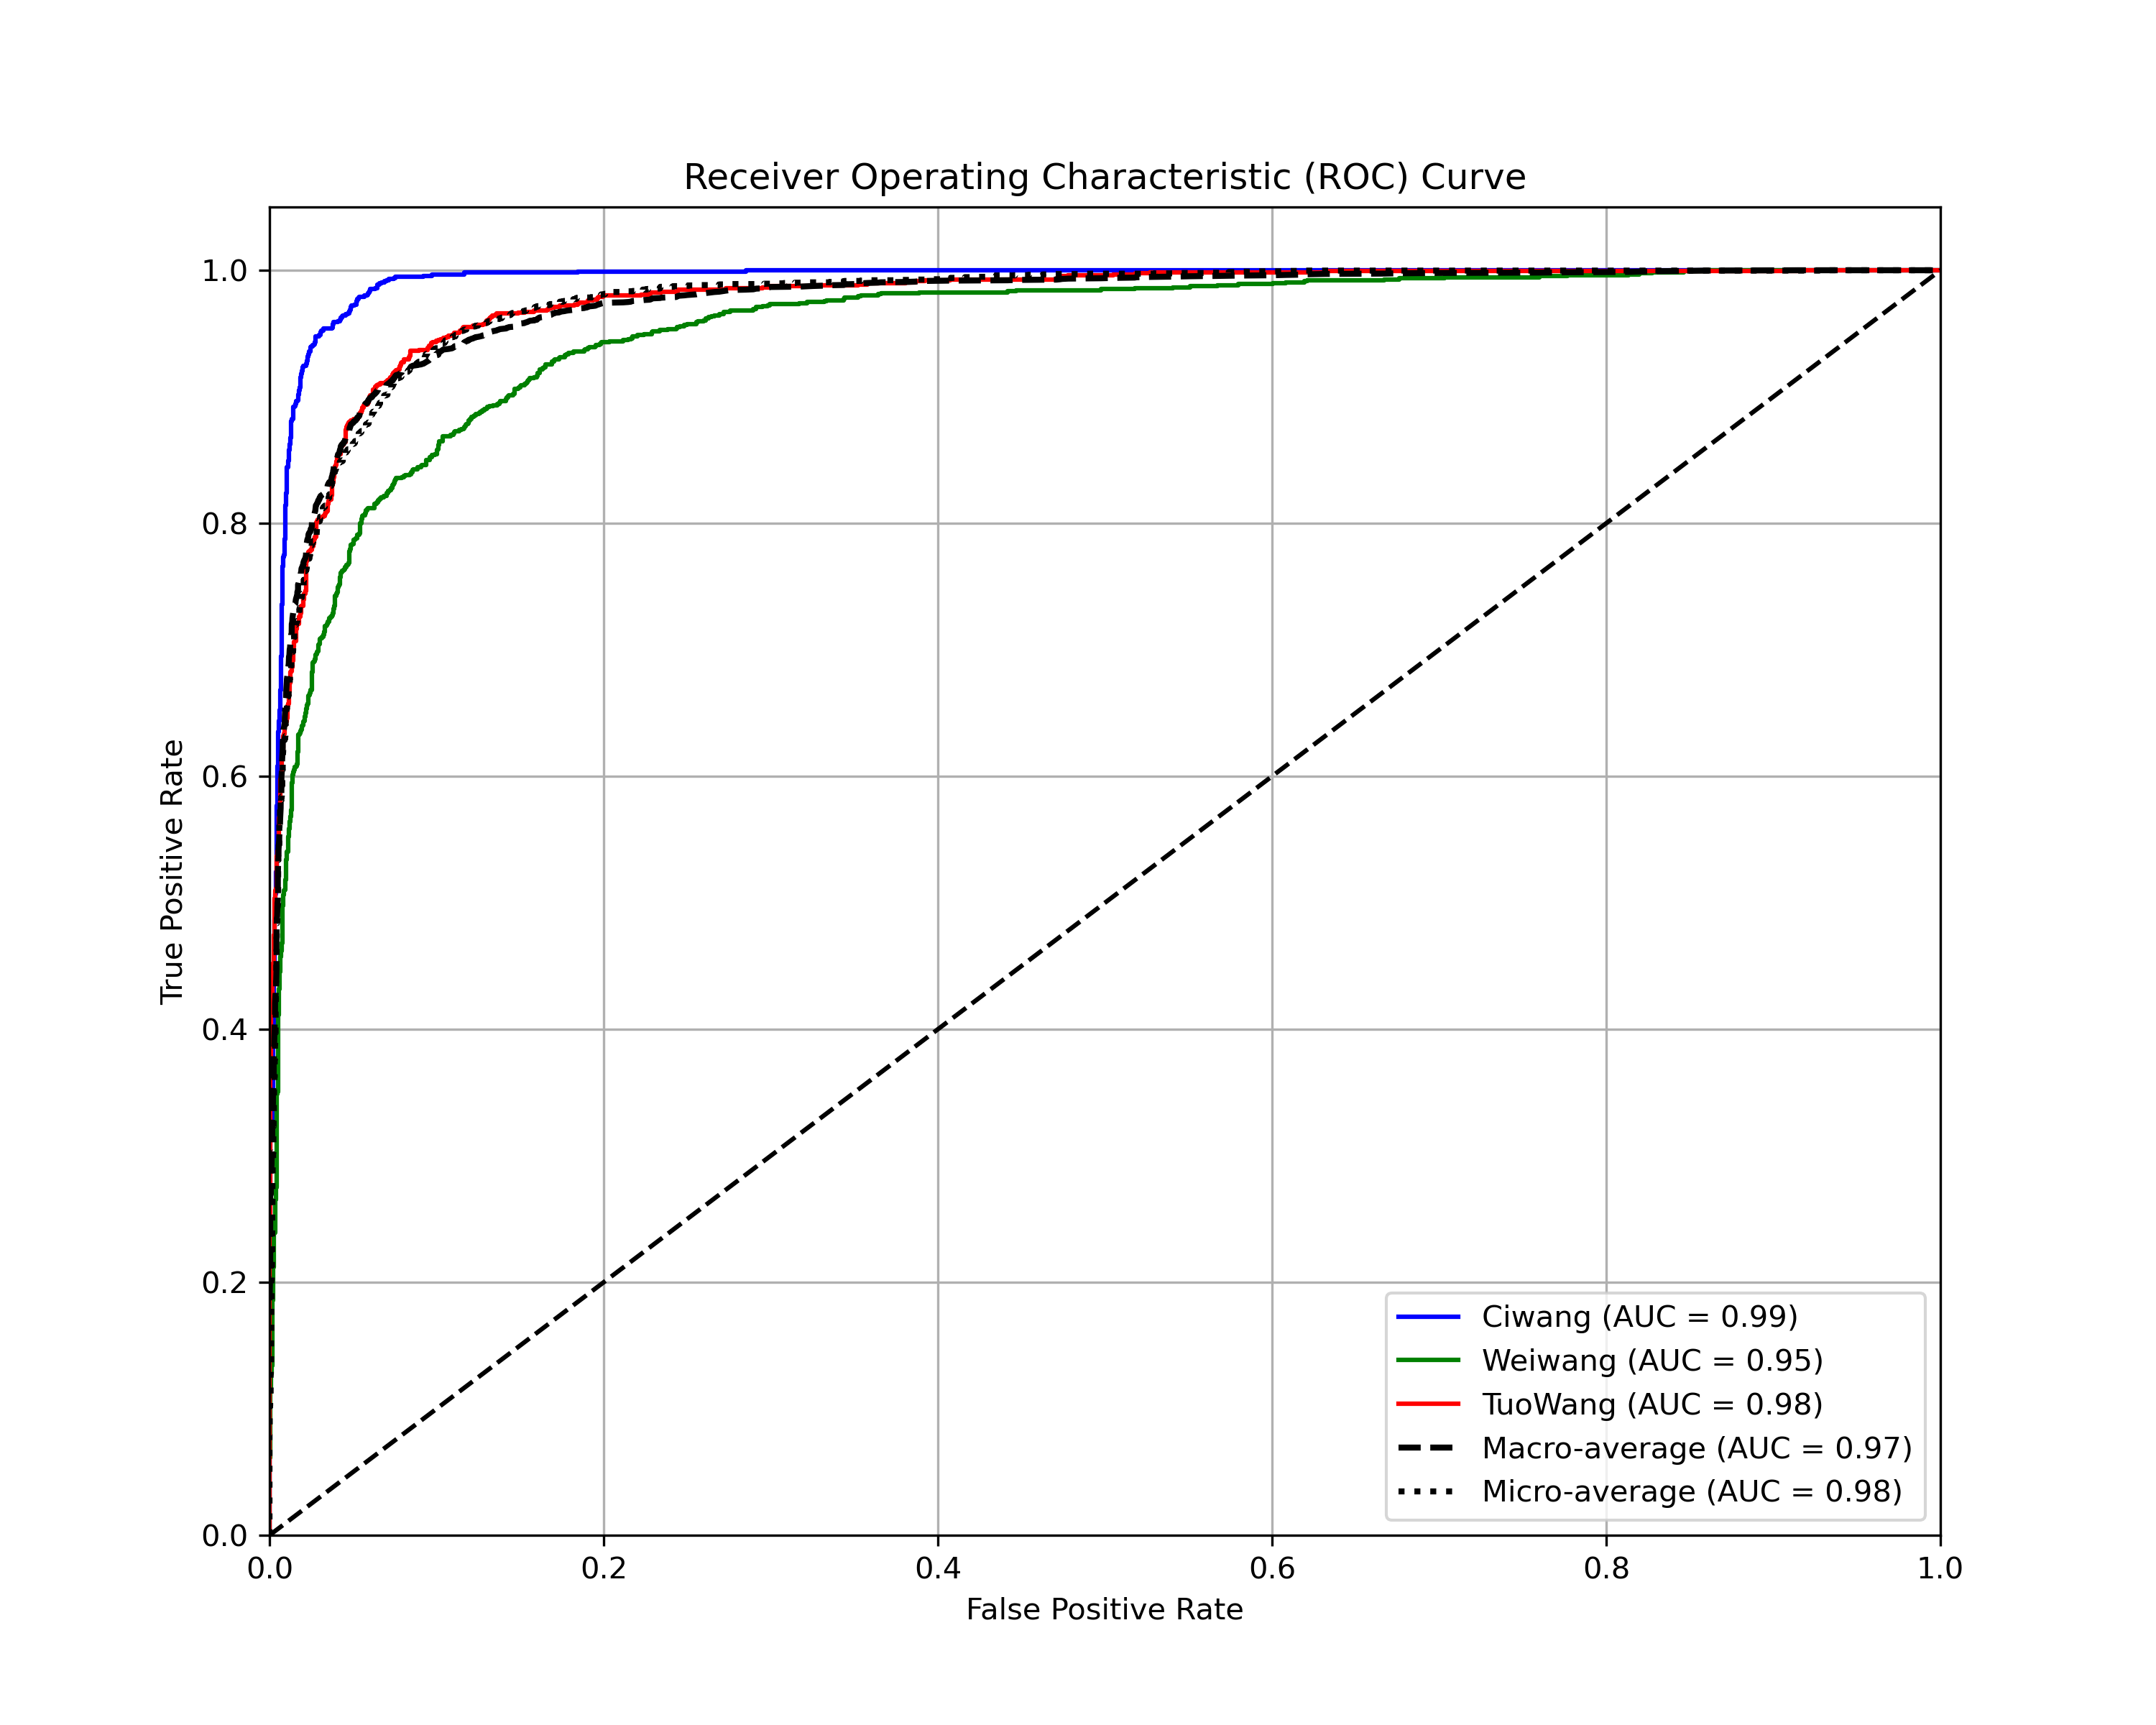 Receiver Operating Characteristic (ROC) Curve
1.0
0.8
0.6
0.4
0.2
0.0
True Positive Rate
0.0 0.2 0.4 0.6 0.8 1.0
False Positive Rate
Ciwang (AUC = 0.99)
Weiwang (AUC = 0.95)
TuoWang (AUC = 0.98)
Macro-average (AUC = 0.97)
Micro-average (AUC = 0.98)